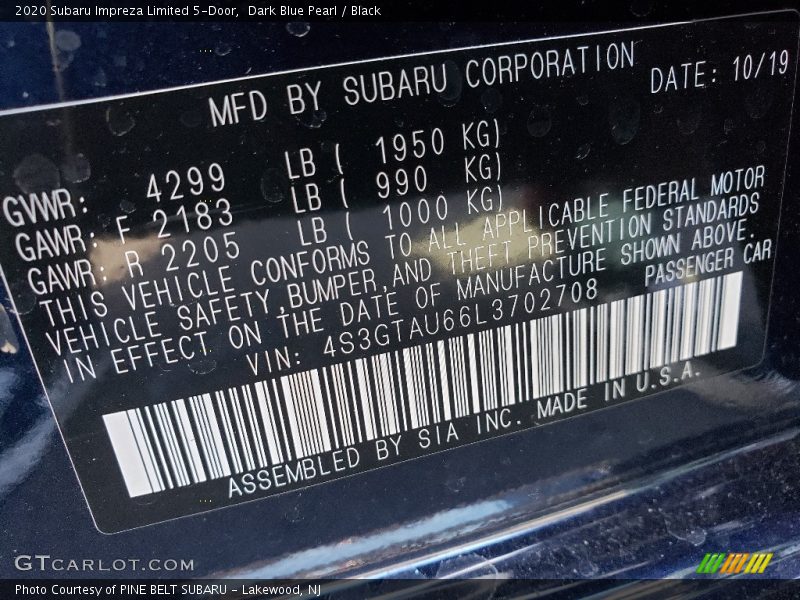 2020 Subaru Impreza Limited 5-Door,  Dark Blue Pearl / Black
MFD BY SUBARU CORPORATION DATE: 10/19
GVWR: 4299 LB ( 1950 KG)
GAWR: F 2183 LB ( 990 KG)
GAWR: R 2205 LB ( 1000 KG)
THIS VEHICLE CONFORMS TO ALL APPLICABLE FEDERAL MOTOR
VEHICLE SAFETY,BUMPER,AND THEFT PREVENTION STANDARDS
IN EFFECT ON THE DATE OF MANUFACTURE SHOWN ABOVE.
VIN: 4S3GTAU66L3702708 PASSENGER CAR
ASSEMBLED BY SIA INC. MADE IN U.S.A.
GTCARLOT.COM
Photo Courtesy of PINE BELT SUBARU - Lakewood, NJ